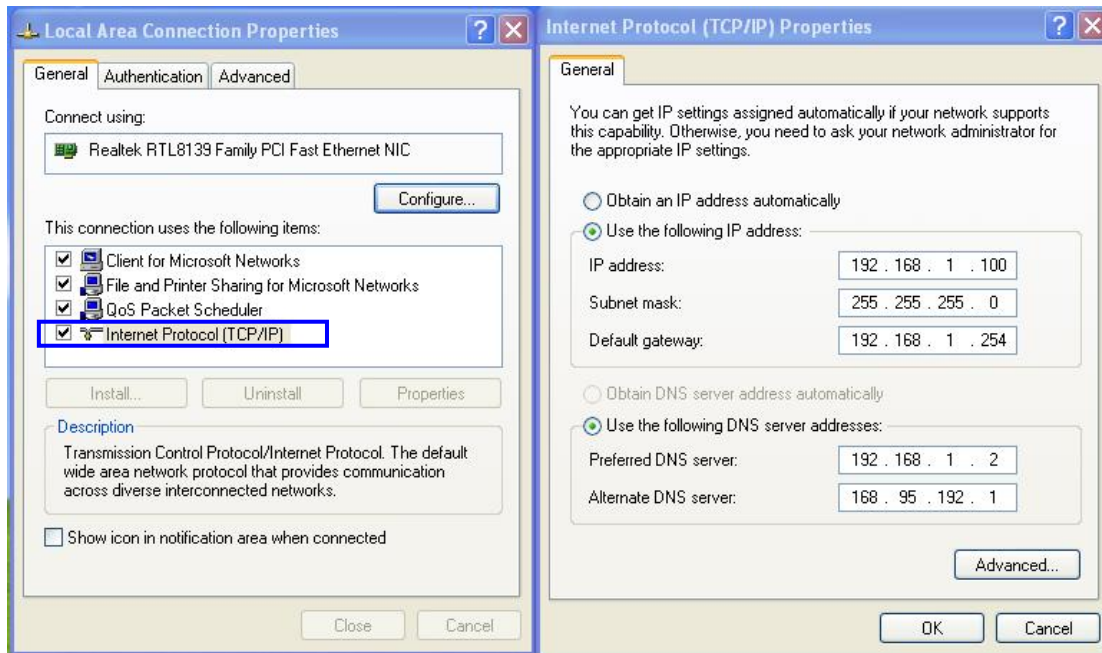 Local Area Connection Properties
General
Authentication
Advanced
Connect using:
Realtek RTL8139 Family PCI Fast Ethernet NIC
Configure...
This connection uses the following items:
Client for Microsoft Networks
File and Printer Sharing for Microsoft Networks
QoS Packet Scheduler
Internet Protocol (TCP/IP)
Install...
Uninstall
Properties
Description
Transmission Control Protocol/Internet Protocol. The default
wide area network protocol that provides communication
across diverse interconnected networks.
Show icon in notification area when connected
Close
Cancel
Internet Protocol (TCP/IP) Properties
General
You can get IP settings assigned automatically if your network supports
this capability. Otherwise, you need to ask your network administrator for
the appropriate IP settings.
Obtain an IP address automatically
Use the following IP address:
IP address: 192 . 168 . 1 . 100
Subnet mask: 255 . 255 . 255 . 0
Default gateway: 192 . 168 . 1 . 254
Obtain DNS server address automatically
Use the following DNS server addresses:
Preferred DNS server: 192 . 168 . 1 . 2
Alternate DNS server: 168 . 95 . 192 . 1
Advanced...
OK
Cancel